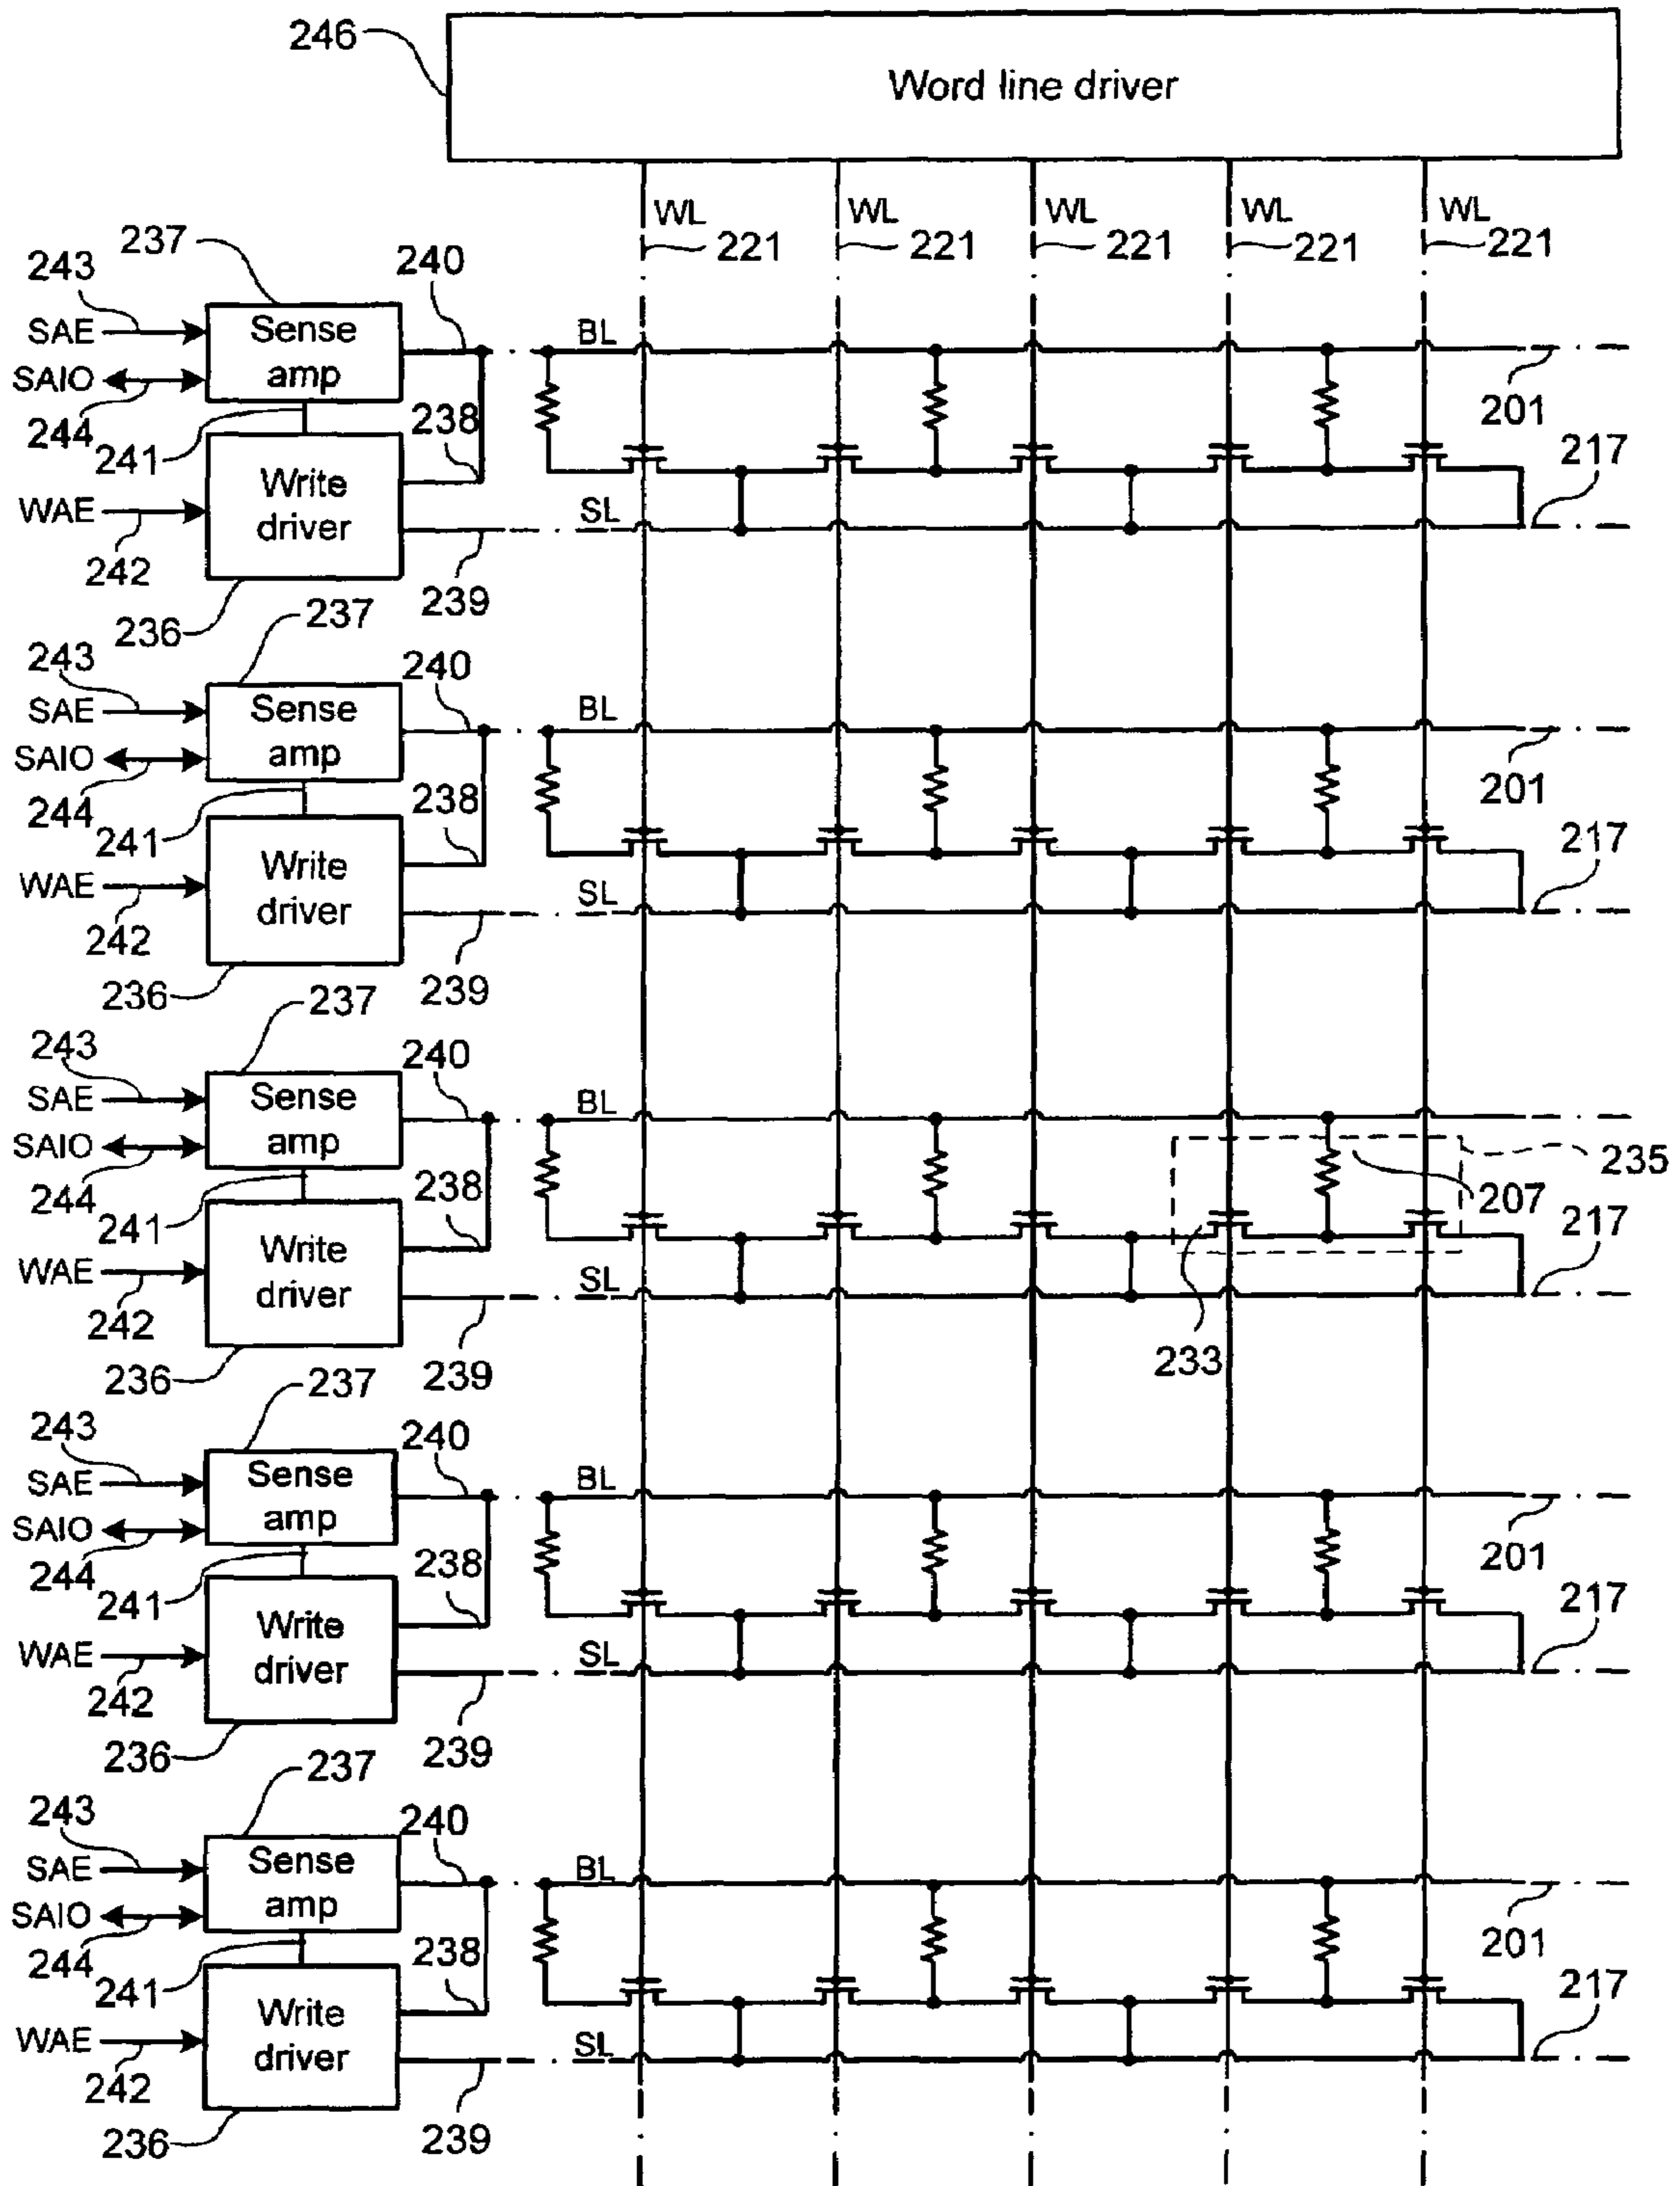 246
Word line driver
WL WL WL WL WL
221 221 221 221 221
237
243
240
SAE
Sense amp
BL
SAIO
201
244
241
238
217
WAE
Write driver
SL
242
239
236
237
243
240
SAE
Sense amp
BL
SAIO
201
244
241
238
217
WAE
Write driver
SL
242
239
236
237
243
240
SAE
Sense amp
BL
SAIO
235
207
244
241
238
217
WAE
Write driver
SL
242
239
233
236
237
243
240
SAE
Sense amp
BL
SAIO
201
244
241
238
217
WAE
Write driver
SL
242
239
236
237
243
240
SAE
Sense amp
BL
SAIO
201
244
241
238
217
WAE
Write driver
SL
242
239
236